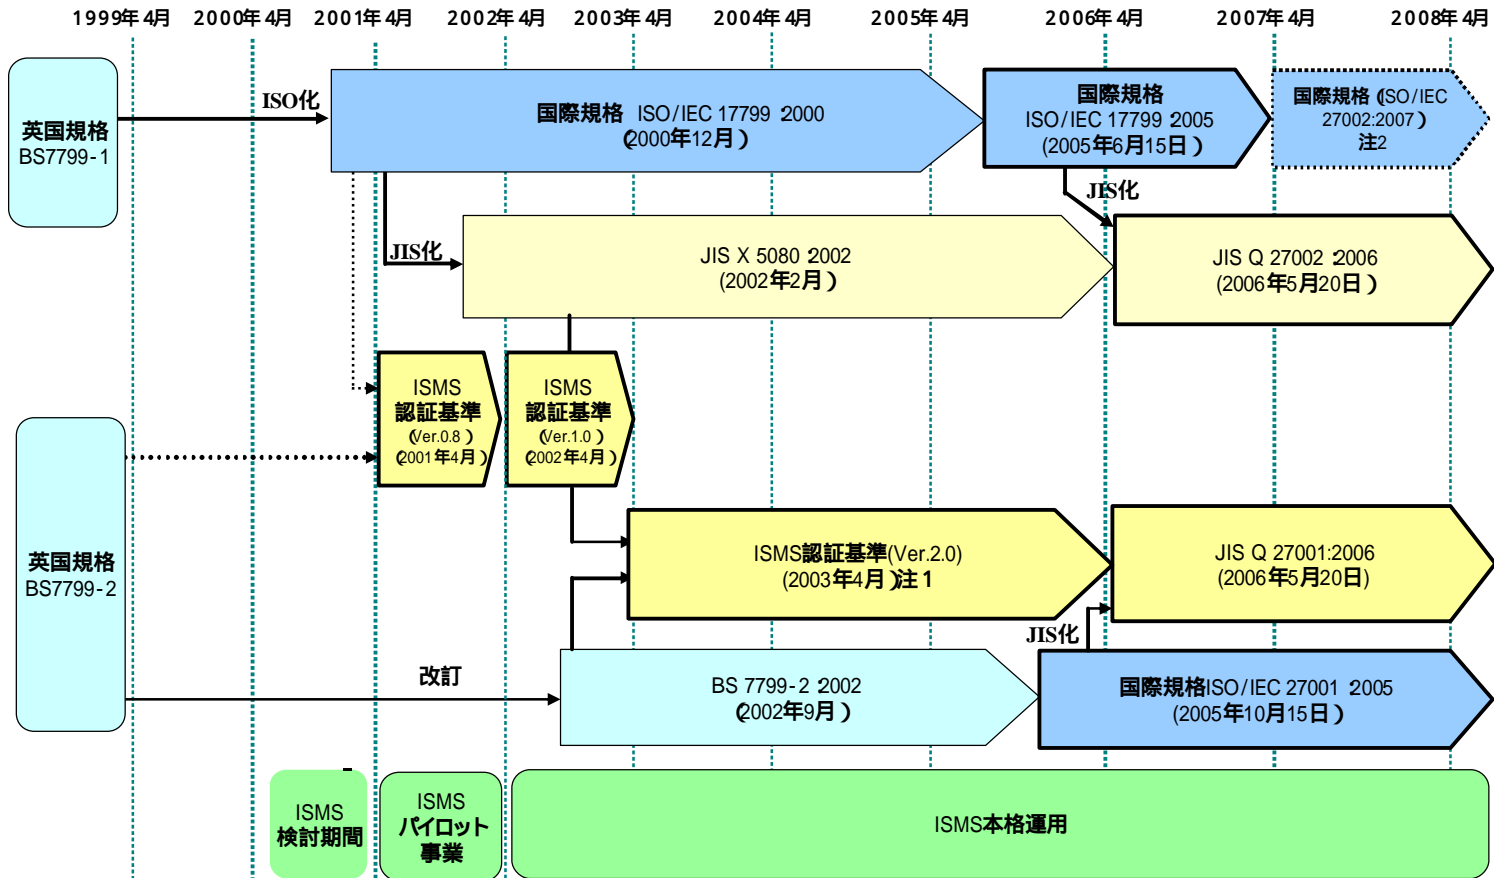 1999年4月 2000年4月 2001年4月 2002年4月 2003年4月 2004年4月 2005年4月 2006年4月 2007年4月 2008年4月
英国規格
BS7799-1
ISO化
国際規格 ISO/IEC 17799:2000
(2000年12月)
国際規格
ISO/IEC 17799:2005
(2005年6月15日)
国際規格 (ISO/IEC
27002:2007)
注2
JIS化
JIS化
JIS X 5080:2002
(2002年2月)
JIS Q 27002:2006
(2006年5月20日)
ISMS
認証基準
(Ver.0.8)
(2001年4月)
ISMS
認証基準
(Ver.1.0)
(2002年4月)
英国規格
BS7799-2
ISMS認証基準(Ver.2.0)
(2003年4月)注1
JIS Q 27001:2006
(2006年5月20日)
JIS化
改訂
BS 7799-2:2002
(2002年9月)
国際規格ISO/IEC 27001:2005
(2005年10月15日)
ISMS
検討期間
ISMS
パイロット
事業
ISMS本格運用